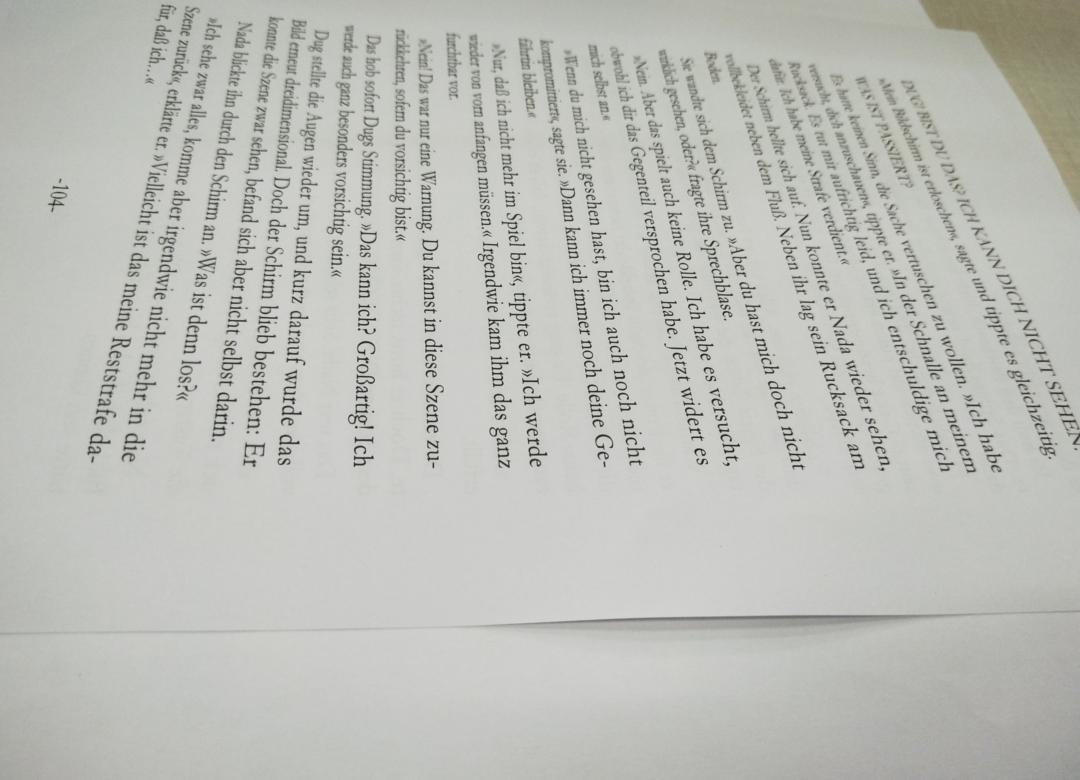 DUG? BIST DU DAS? ICH KANN DICH NICHT SEHEN.
»Mein Bildschirm ist erloschen«, sagte und tippte es gleichzeitig.
WAS IST PASSIERT?
Es hatte keinen Sinn, die Sache vertuschen zu wollen. »Ich habe
versucht, dich anzuschauen«, tippte er. »In der Schnalle an meinem
Rucksack. Es tut mir aufrichtig leid, und ich entschuldige mich
dafür. Ich habe meine Strafe verdient.«
Der Schirm hellte sich auf. Nun konnte er Nada wieder sehen,
vollbekleidet neben dem Fluß. Neben ihr lag sein Rucksack am
Boden.
Sie wandte sich dem Schirm zu. »Aber du hast mich doch nicht
wirklich gesehen, oder?« fragte ihre Sprechblase.
»Nein. Aber das spielt auch keine Rolle. Ich habe es versucht,
obwohl ich dir das Gegenteil versprochen habe. Jetzt widert es
mich selbst an.«
»Wenn du mich nicht gesehen hast, bin ich auch noch nicht
kompromittiert«, sagte sie. »Dann kann ich immer noch deine Ge-
fährtin bleiben.«
»Nur, daß ich nicht mehr im Spiel bin«, tippte er. »Ich werde
wieder von vorn anfangen müssen.« Irgendwie kam ihm das ganz
furchtbar vor.
»Nein! Das war nur eine Warnung. Du kannst in diese Szene zu-
rückkehren, sofern du vorsichtig bist.«
Das hob sofort Dugs Stimmung. »Das kann ich? Großartig! Ich
werde auch ganz besonders vorsichtig sein.«
Dug stellte die Augen wieder um, und kurz darauf wurde das
Bild erneut dreidimensional. Doch der Schirm blieb bestehen: Er
konnte die Szene zwar sehen, befand sich aber nicht selbst darin.
Nada blickte ihn durch den Schirm an. »Was ist denn los?«
»Ich sehe zwar alles, komme aber irgendwie nicht mehr in die
Szene zurück«, erklärte er. »Vielleicht ist das meine Reststrafe da-
für, daß ich...«
-104-